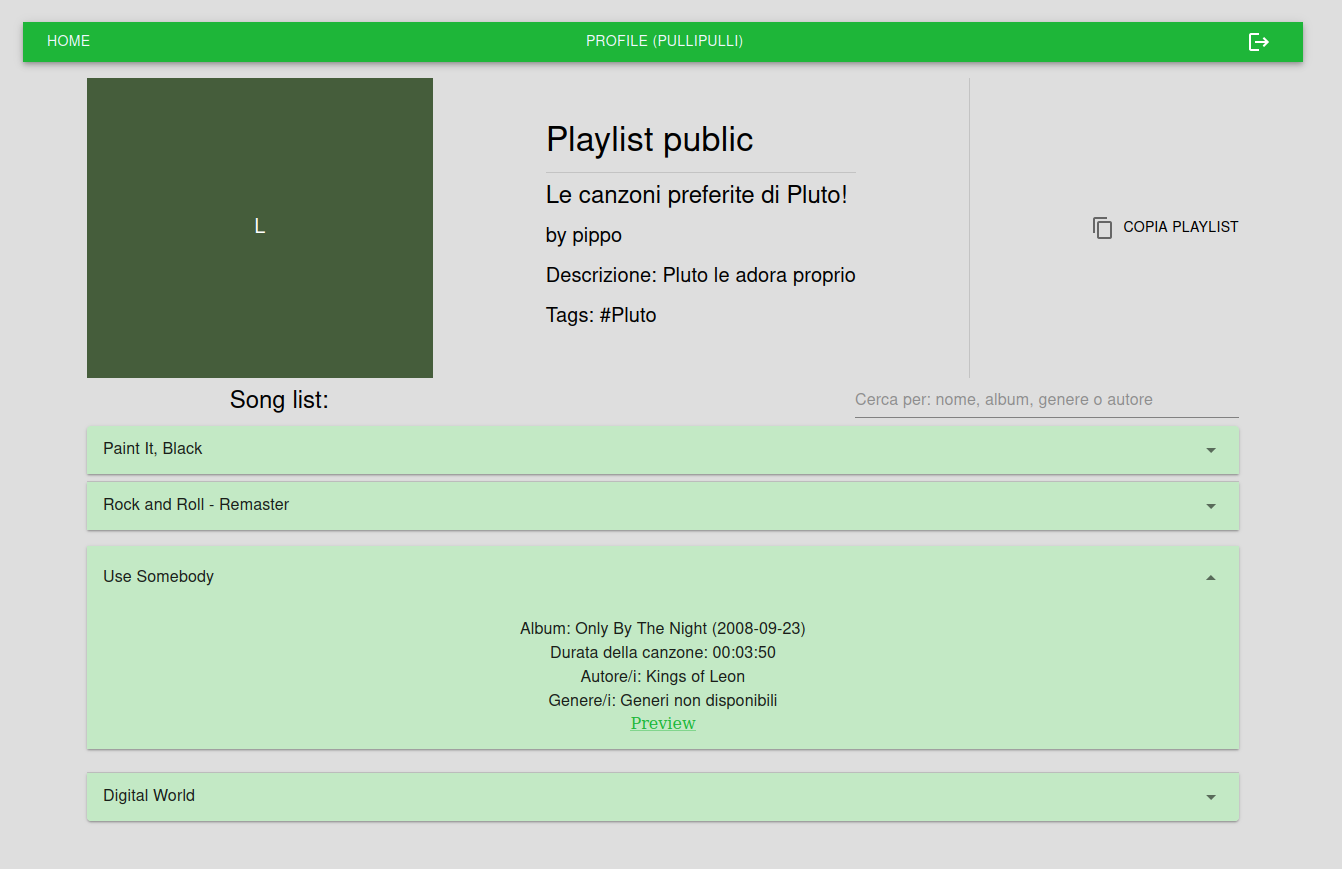 HOME
PROFILE (PULLIPULLI)
L
Playlist public
Le canzoni preferite di Pluto!
by pippo
Descrizione: Pluto le adora proprio
Tags: #Pluto
COPIA PLAYLIST
Song list:
Cerca per: nome, album, genere o autore
Paint It, Black
Rock and Roll - Remaster
Use Somebody
Album: Only By The Night (2008-09-23)
Durata della canzone: 00:03:50
Autore/i: Kings of Leon
Genere/i: Generi non disponibili
Preview
Digital World